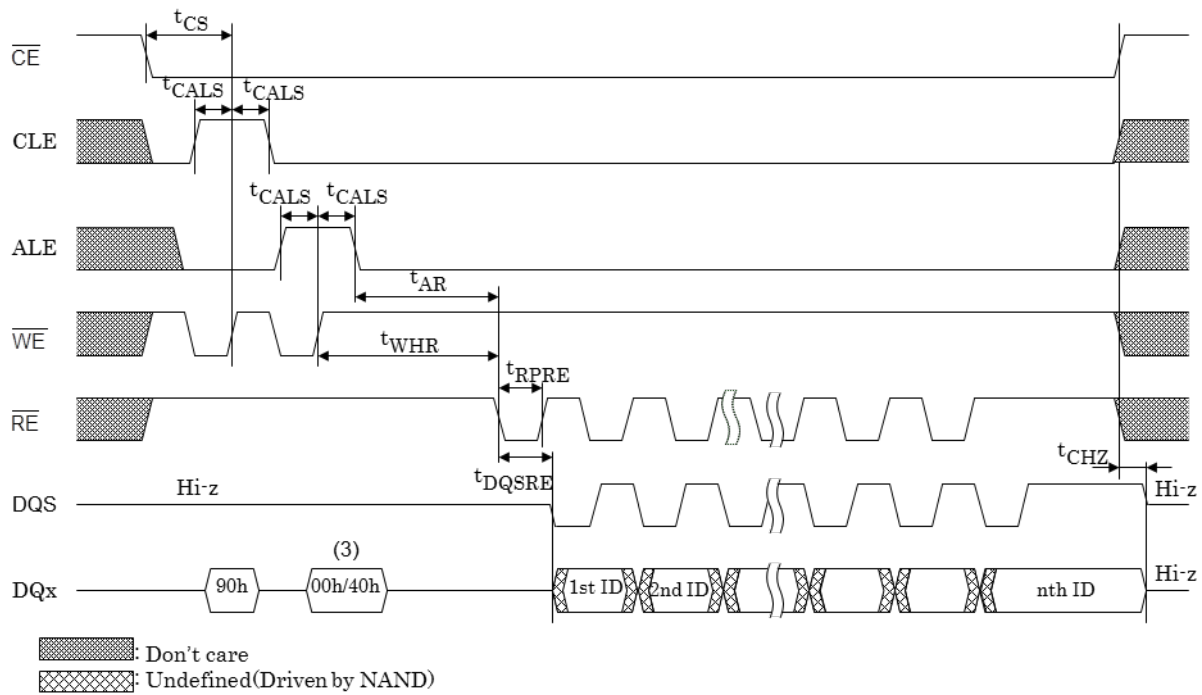 tCS
CE
tCALS tCALS
CLE
tCALS tCALS
ALE
tAR
WE
tWHR
tRPRE
RE
tCHZ
tDQSRE
Hi-z
Hi-z
DQS
(3)
DQx
90h
00h/40h
1st ID
2nd ID
nth ID
Hi-z
: Don't care
: Undefined(Driven by NAND)